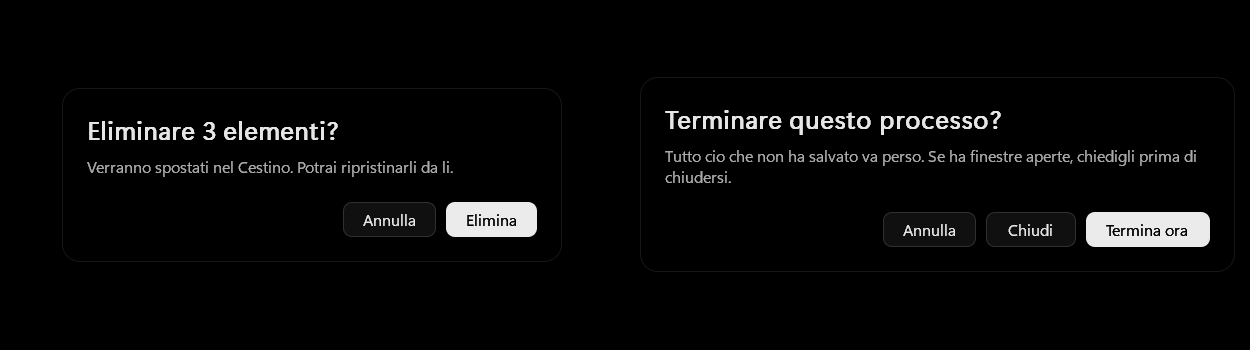 Eliminare 3 elementi?
Verranno spostati nel Cestino. Potrai ripristinarli da li.
Annulla
Elimina
Terminare questo processo?
Tutto cio che non ha salvato va perso. Se ha finestre aperte, chiedigli prima di
chiudersi.
Annulla
Chiudi
Termina ora